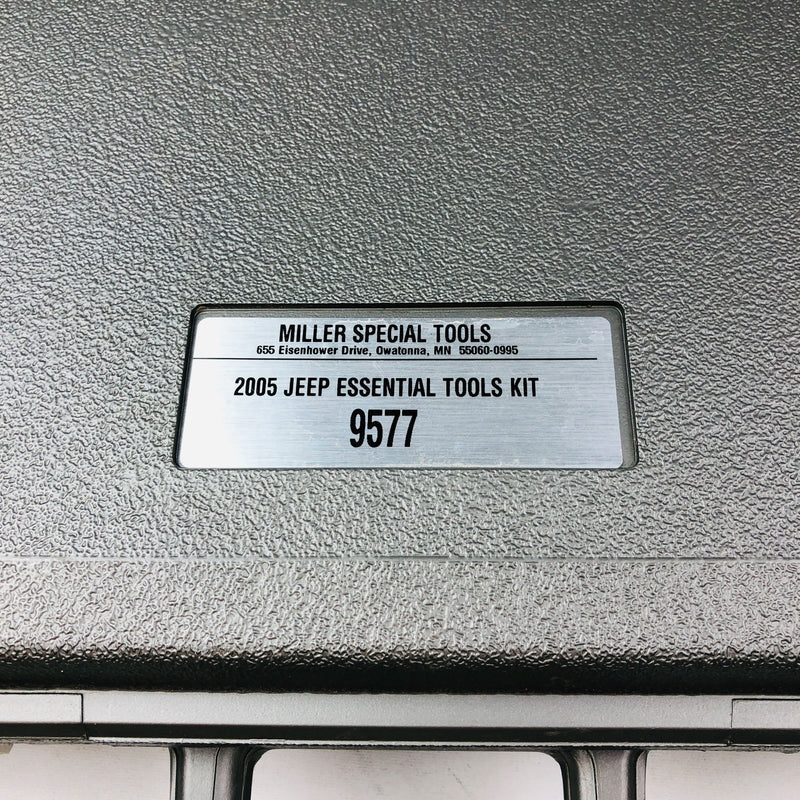 MILLER SPECIAL TOOLS
655 Eisenhower Drive, Owatonna, MN 55060-0995
2005 JEEP ESSENTIAL TOOLS KIT
9577